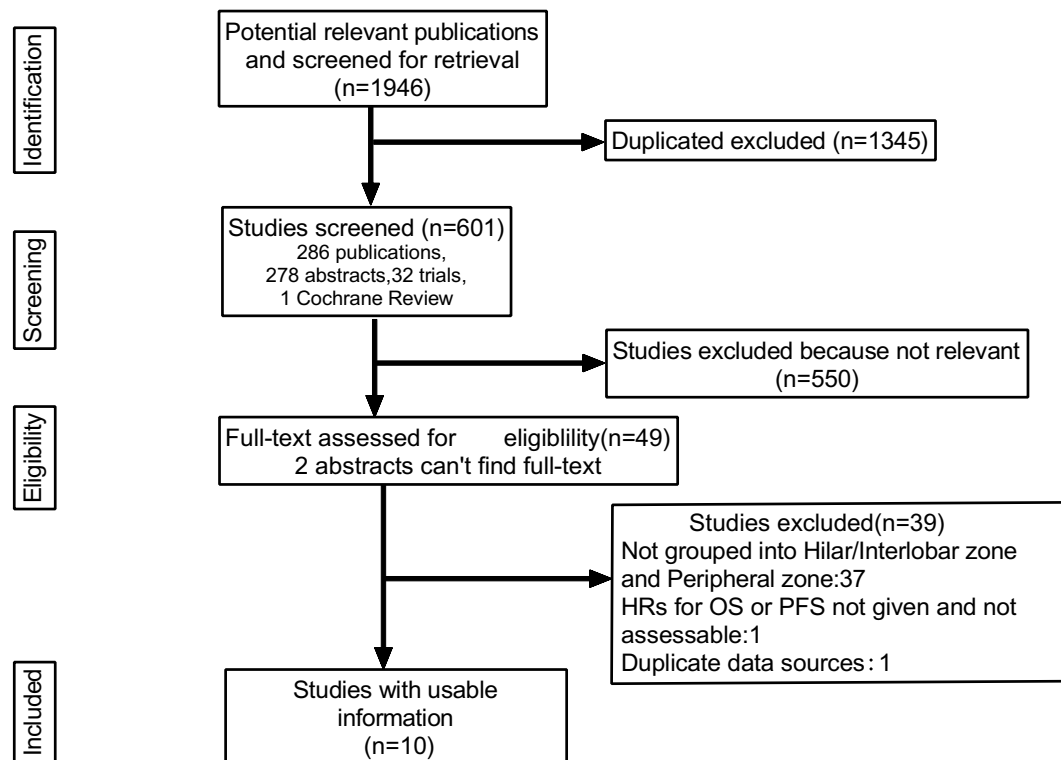 Identification
Potential relevant publications
and screened for retrieval
(n=1946)
Duplicated excluded (n=1345)
Screening
Studies screened (n=601)
286 publications,
278 abstracts,32 trials,
1 Cochrane Review
Studies excluded because not relevant
(n=550)
Eligibility
Full-text assessed for eligiblility(n=49)
2 abstracts can't find full-text
Studies excluded(n=39)
Not grouped into Hilar/Interlobar zone
and Peripheral zone:37
HRs for OS or PFS not given and not
assessable:1
Duplicate data sources：1
Included
Studies with usable
information
(n=10)